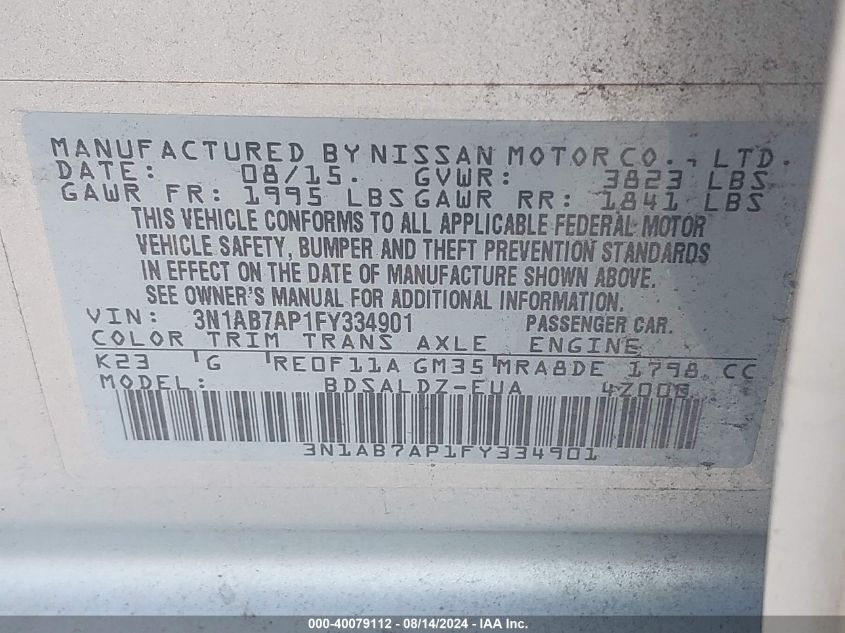 MANUFACTURED BY NISSAN MOTOR CO., LTD.
DATE: 08/15. GVWR: 3823 LBS
GAWR FR: 1995 LBS GAWR RR: 1841 LBS
THIS VEHICLE CONFORMS TO ALL APPLICABLE FEDERAL MOTOR
VEHICLE SAFETY, BUMPER AND THEFT PREVENTION STANDARDS
IN EFFECT ON THE DATE OF MANUFACTURE SHOWN ABOVE.
SEE OWNER'S MANUAL FOR ADDITIONAL INFORMATION.
VIN: 3N1AB7AP1FY334901 PASSENGER CAR.
COLOR TRIM TRANS AXLE ENGINE
K23 G RE0F11A GM35 MRA8DE 1798 CC
MODEL: BDSALDZ-EUA 4Z008
3N1AB7AP1FY334901
000-40079112 - 08/14/2024 - IAA Inc.